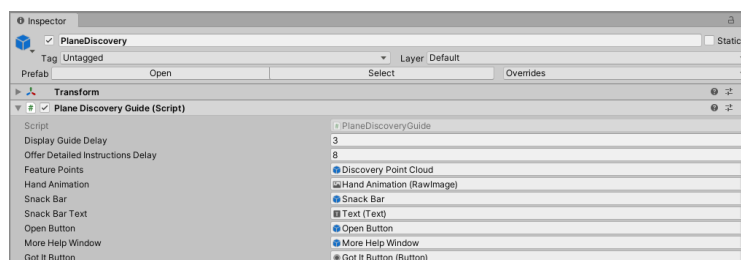 Inspector
PlaneDiscovery Static
Tag Untagged Layer Default
Prefab Open Select Overrides
Transform
# Plane Discovery Guide (Script)
Script # PlaneDiscoveryGuide
Display Guide Delay 3
Offer Detailed Instructions Delay 8
Feature Points Discovery Point Cloud
Hand Animation Hand Animation (RawImage)
Snack Bar Snack Bar
Snack Bar Text Text (Text)
Open Button Open Button
More Help Window More Help Window
Got It Button Got It Button (Button)